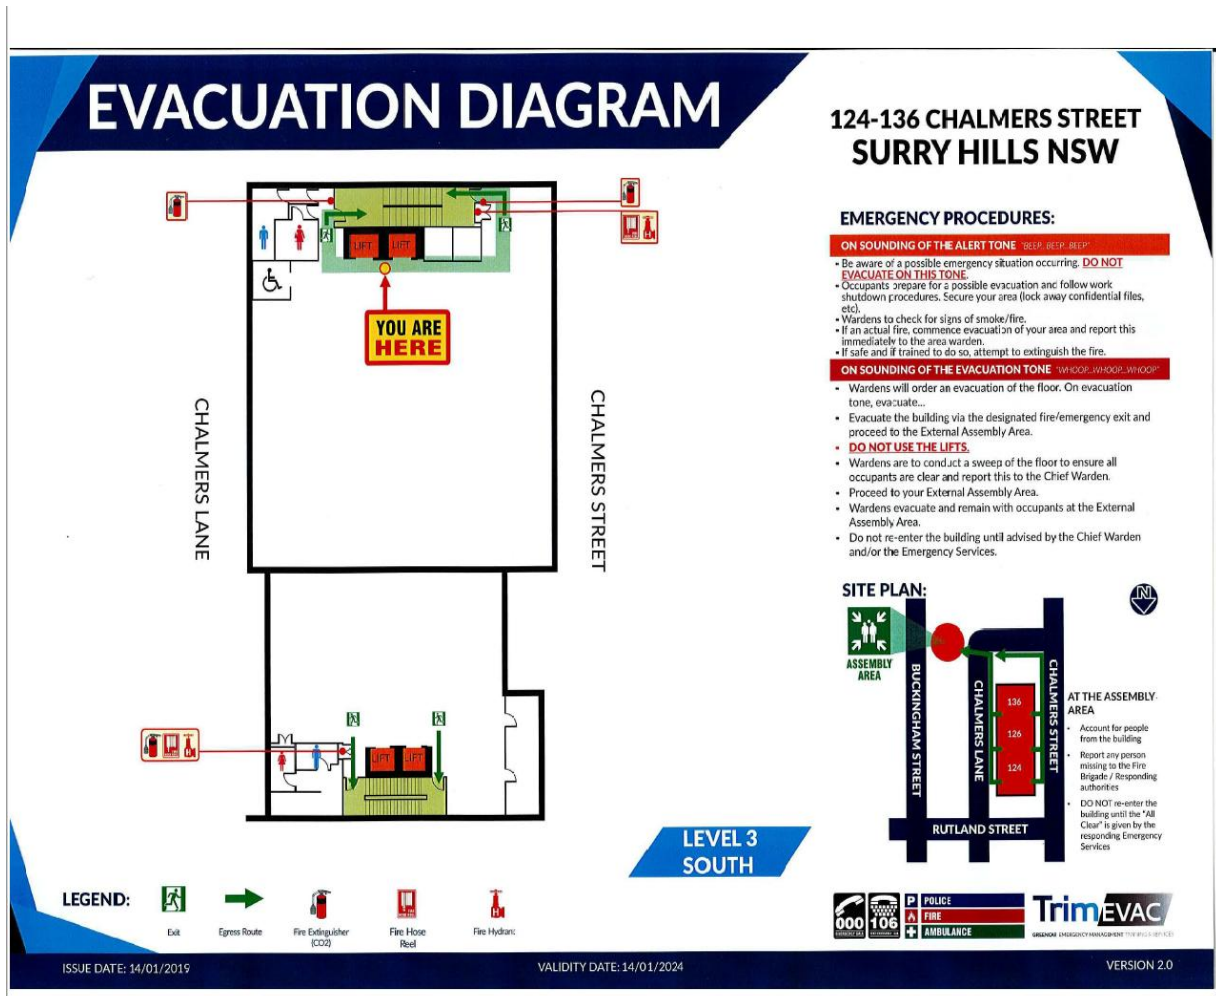 EVACUATION DIAGRAM
124-136 CHALMERS STREET
SURRY HILLS NSW
EMERGENCY PROCEDURES:
ON SOUNDING OF THE ALERT TONE "BEEP...BEEP...BEEP"
- Be aware of a possible emergency situation occurring. DO NOT
EVACUATE ON THIS TONE.
- Occupants prepare for a possible evacuation and follow work
shutdown procedures. Secure your area (lock away confidential files,
etc).
- Wardens to check for signs of smoke/fire.
- If an actual fire, commence evacuation of your area and report this
immediately to the area warden.
- If safe and if trained to do so, attempt to extinguish the fire.
ON SOUNDING OF THE EVACUATION TONE "WHOOP...WHOOP...WHOOP"
- Wardens will order an evacuation of the floor. On evacuation
tone, evacuate...
- Evacuate the building via the designated fire/emergency exit and
proceed to the External Assembly Area.
- DO NOT USE THE LIFTS.
- Wardens are to conduct a sweep of the floor to ensure all
occupants are clear and report this to the Chief Warden.
- Proceed to your External Assembly Area.
- Wardens evacuate and remain with occupants at the External
Assembly Area.
- Do not re-enter the building until advised by the Chief Warden
and/or the Emergency Services.
LIFT LIFT
YOU ARE
HERE
CHALMERS LANE
CHALMERS STREET
LIFT LIFT
SITE PLAN:
N
ASSEMBLY
AREA
BUCKINGHAM STREET
CHALMERS LANE
CHALMERS STREET
136
126
124
RUTLAND STREET
AT THE ASSEMBLY
AREA
- Account for people
from the building
- Report any person
missing to the Fire
Brigade / Responding
authorities
- DO NOT re-enter the
building until the "All
Clear" is given by the
responding Emergency
Services
LEVEL 3
SOUTH
LEGEND:
Exit
Egress Route
Fire Extinguisher
(CO2)
Fire Hose
Reel
Fire Hydran:
000
106
P POLICE
FIRE
AMBULANCE
TrimEVAC
EMERGENCY MANAGEMENT
ISSUE DATE: 14/01/2019
VALIDITY DATE: 14/01/2024
VERSION 2.0